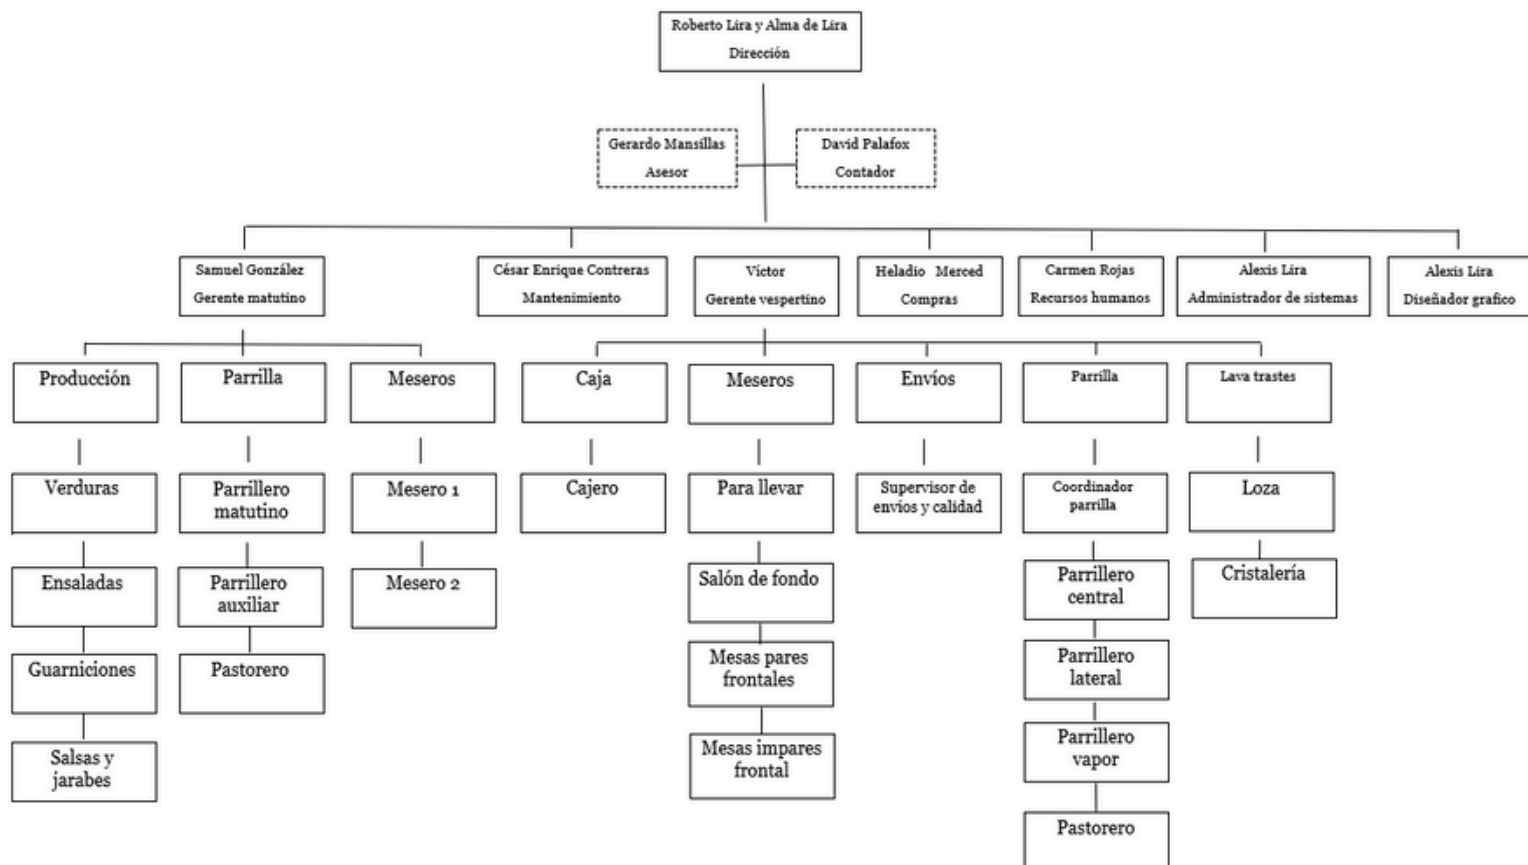 Roberto Lira y Alma de Lira
Dirección
Gerardo Mansillas
Asesor
David Palafox
Contador
Samuel González
Gerente matutino
César Enrique Contreras
Mantenimiento
Víctor
Gerente vespertino
Heladio Merced
Compras
Carmen Rojas
Recursos humanos
Alexis Lira
Administrador de sistemas
Alexis Lira
Diseñador grafico
Producción
Parrilla
Meseros
Caja
Meseros
Envíos
Parrilla
Lava trastes
Verduras
Parrillero
matutino
Mesero 1
Cajero
Para llevar
Supervisor de
envíos y calidad
Coordinador
parrilla
Loza
Ensaladas
Parrillero
auxiliar
Mesero 2
Salón de fondo
Parrillero
central
Cristalería
Guarniciones
Pastorero
Mesas pares
frontales
Parrillero
lateral
Salsas y
jarabes
Mesas impares
frontal
Parrillero
vapor
Pastorero